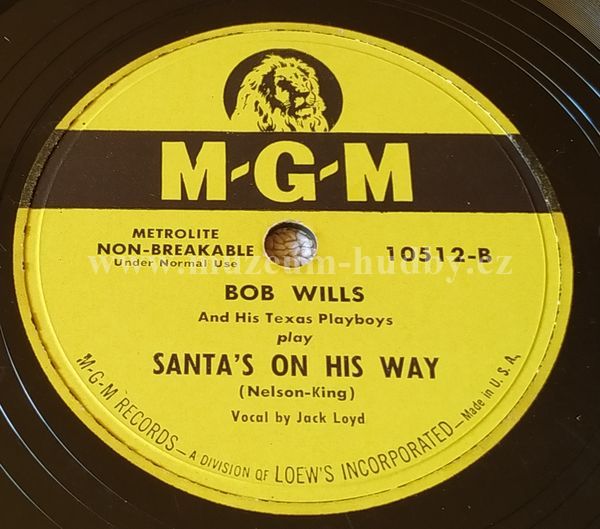 M-G-M
METROLITE
NON-BREAKABLE
Under Normal Use
10512-B
www.muzeum-hudby.cz
BOB WILLS
And His Texas Playboys
play
SANTA'S ON HIS WAY
(Nelson-King)
Vocal by Jack Loyd
M-G-M RECORDS—A DIVISION OF LOEW'S INCORPORATED—Made in U. S. A.